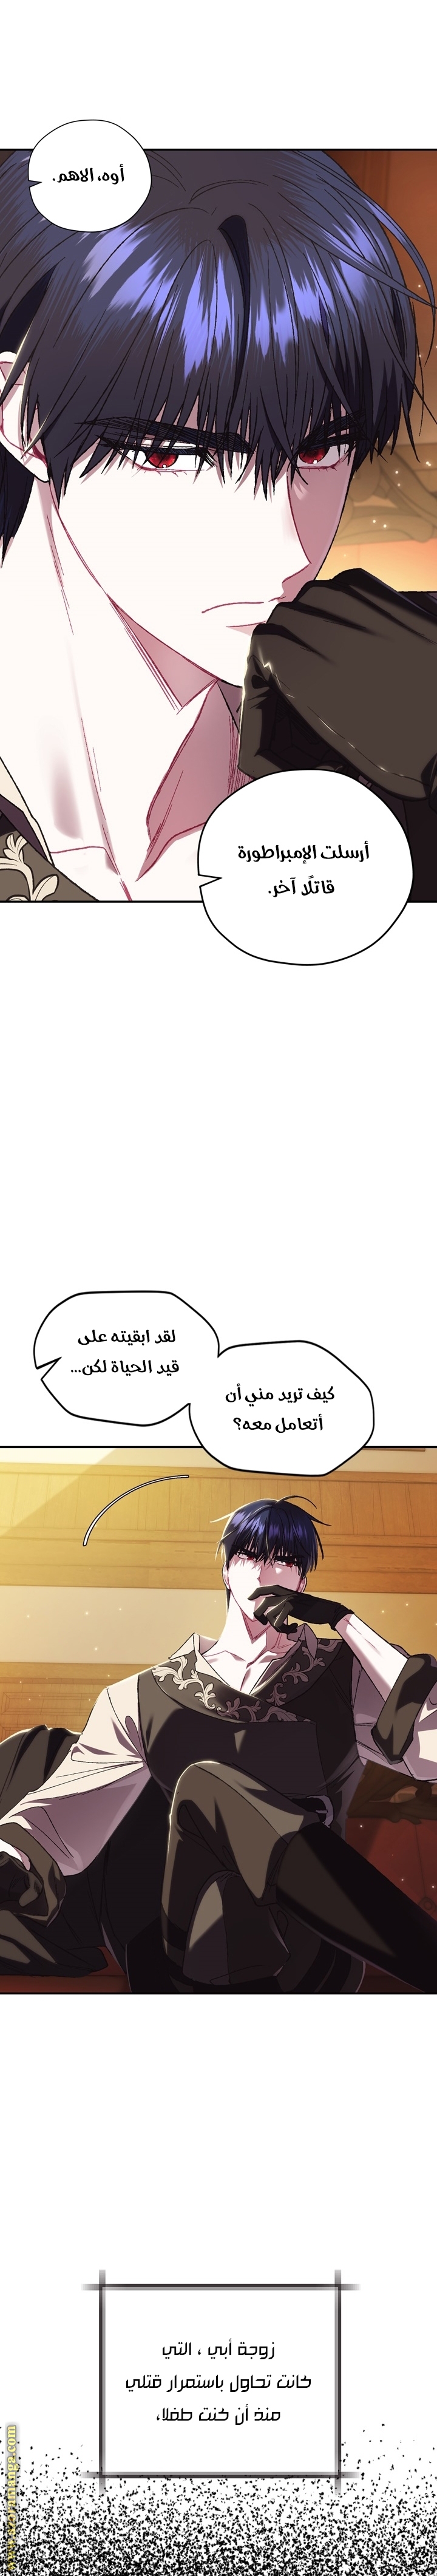 أوه، الاهم.
أرسلت الإمبراطورة
قاتلًا آخر.
لقد ابقيته على
قيد الحياة لكن...
كيف تريد مني أن
أتعامل معه؟
زوجة أبي ، التي
كانت تحاول باستمرار قتلي
منذ أن كنت طفلا،